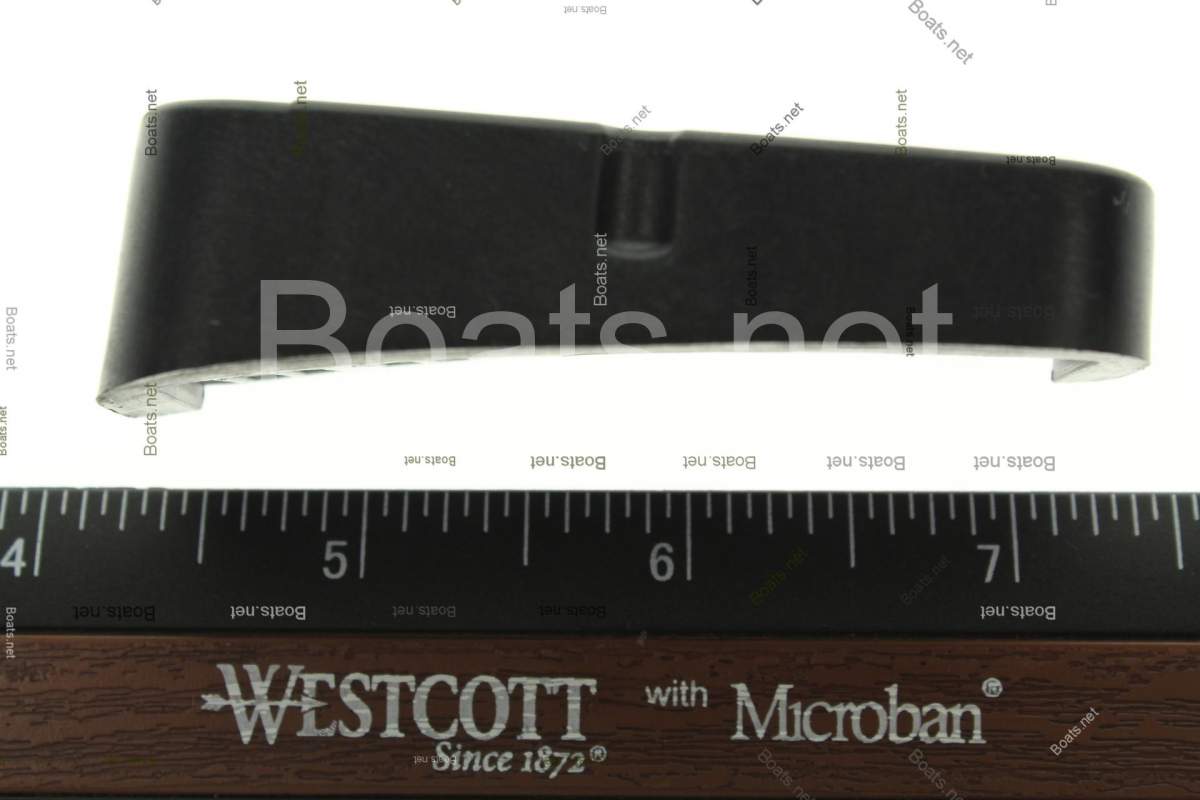 Boats.net
4 5 6 7
WESTCOTT with Microban®
Since 1872®